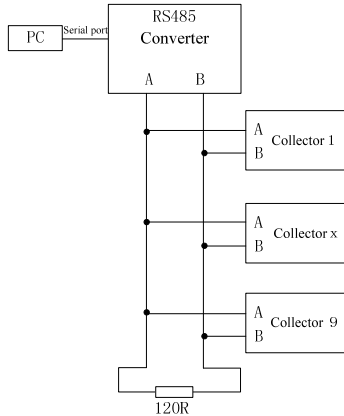 RS485
Converter
PC
Serial port
A B
A
Collector 1
B
A
Collector x
B
A
Collector 9
B
120R